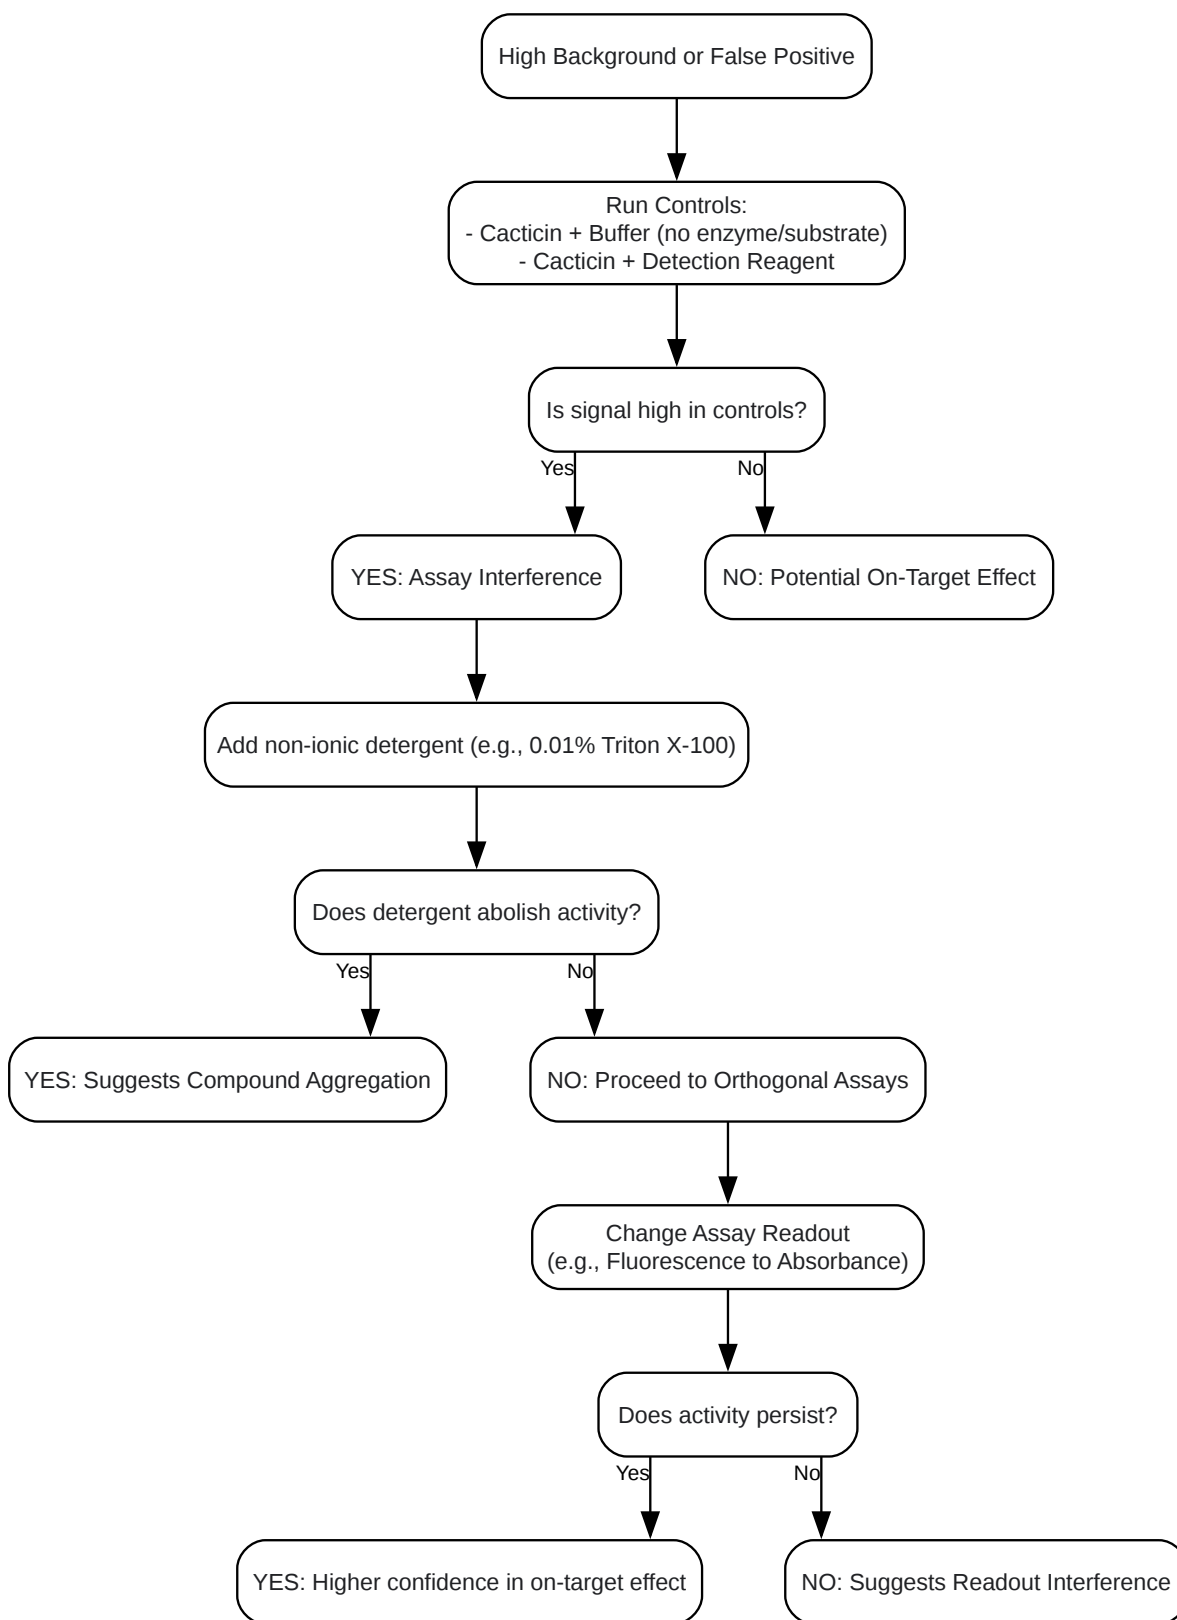 High Background or False Positive
Run Controls:
- Cacticin + Buffer (no enzyme/substrate)
- Cacticin + Detection Reagent
Is signal high in controls?
Yes
No
YES: Assay Interference
NO: Potential On-Target Effect
Add non-ionic detergent (e.g., 0.01% Triton X-100)
Does detergent abolish activity?
Yes
No
YES: Suggests Compound Aggregation
NO: Proceed to Orthogonal Assays
Change Assay Readout
(e.g., Fluorescence to Absorbance)
Does activity persist?
Yes
No
YES: Higher confidence in on-target effect
NO: Suggests Readout Interference